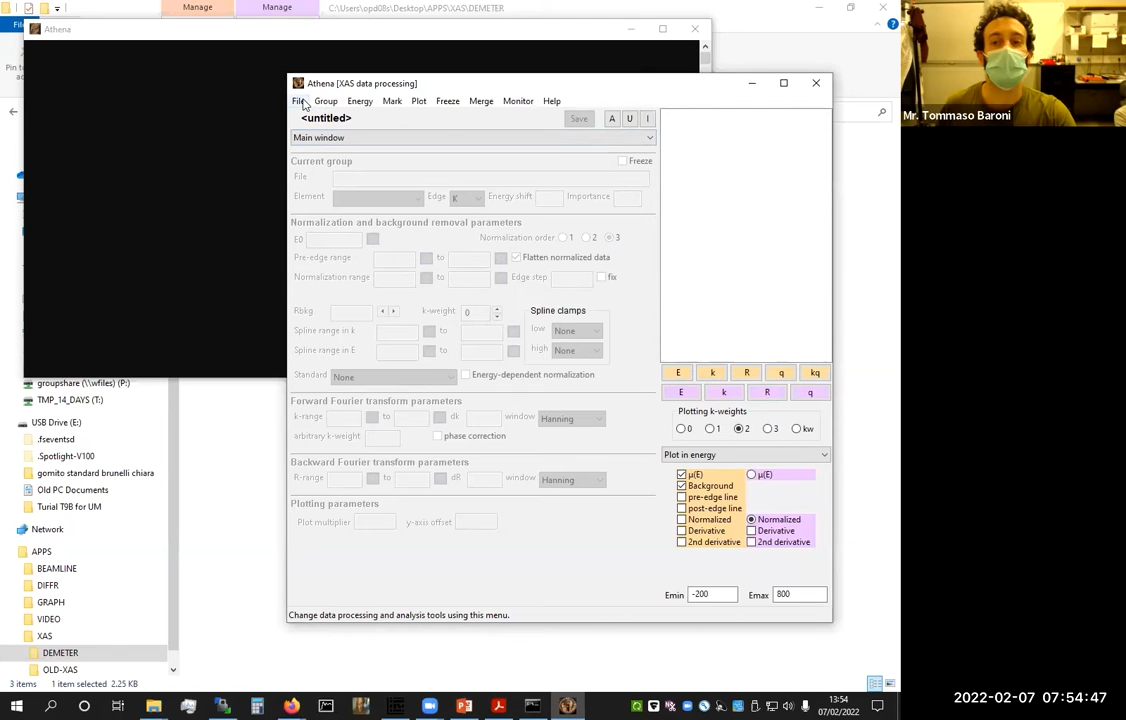 Manage
Manage
C:\Users\opd08s\Desktop\APPS\XAS\DEMETER
Athena
Athena [XAS data processing]
File Group Energy Mark Plot Freeze Merge Monitor Help
<untitled>
Save A U I
Main window
Current group
Freeze
File
Element Edge K Energy shift Importance
Normalization and background removal parameters
E0 Normalization order 1 2 3
Pre-edge range to Flatten normalized data
Normalization range to Edge step fix
Rbkg k-weight 0 Spline clamps
Spline range in k to low None
Spline range in E to high None
Standard None Energy-dependent normalization
Forward Fourier transform parameters
k-range to dk window Hanning
arbitrary k-weight phase correction
Backward Fourier transform parameters
R-range to dR window Hanning
Plotting parameters
Plot multiplier y-axis offset
Change data processing and analysis tools using this menu.
E k R q kq
E k R q
Plotting k-weights
0 1 2 3 kw
Plot in energy
μ(E) μ(E)
Background
pre-edge line
post-edge line
Normalized Normalized
Derivative Derivative
2nd derivative 2nd derivative
Emin -200 Emax 800
groupshare (\\wfiles) (P:)
TMP_14_DAYS (T:)
USB Drive (E:)
.fseventsd
.Spotlight-V100
gomito standard brunelli chiara
Old PC Documents
Turial T9B for UM
Network
APPS
BEAMLINE
DIFFR
GRAPH
VIDEO
XAS
DEMETER
OLD-XAS
3 items 1 item selected 2.25 KB
13:54
07/02/2022
Mr. Tommaso Baroni
2022-02-07 07:54:47